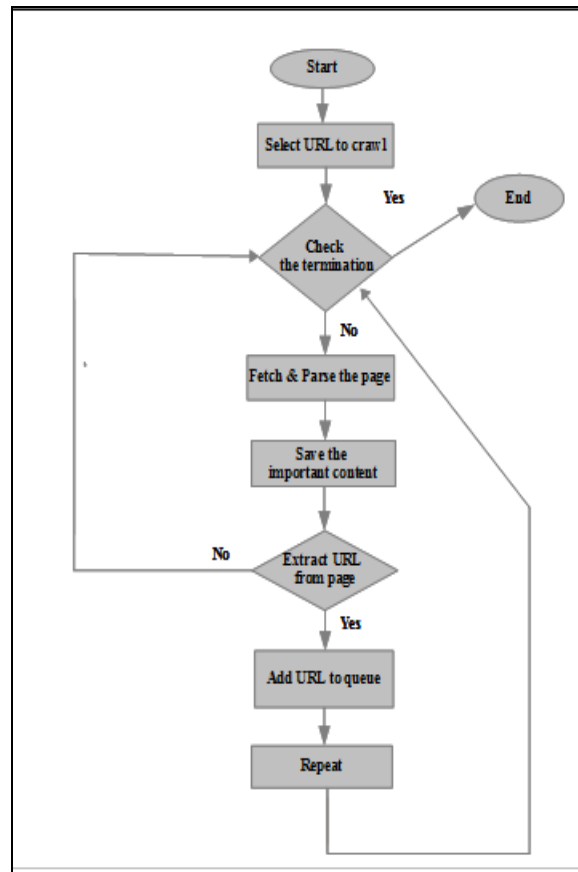 Start
Select URL to crawl
Yes
End
Check
the termination
No
Fetch & Parse the page
Save the
important content
No
Extract URL
from page
Yes
Add URL to queue
Repeat